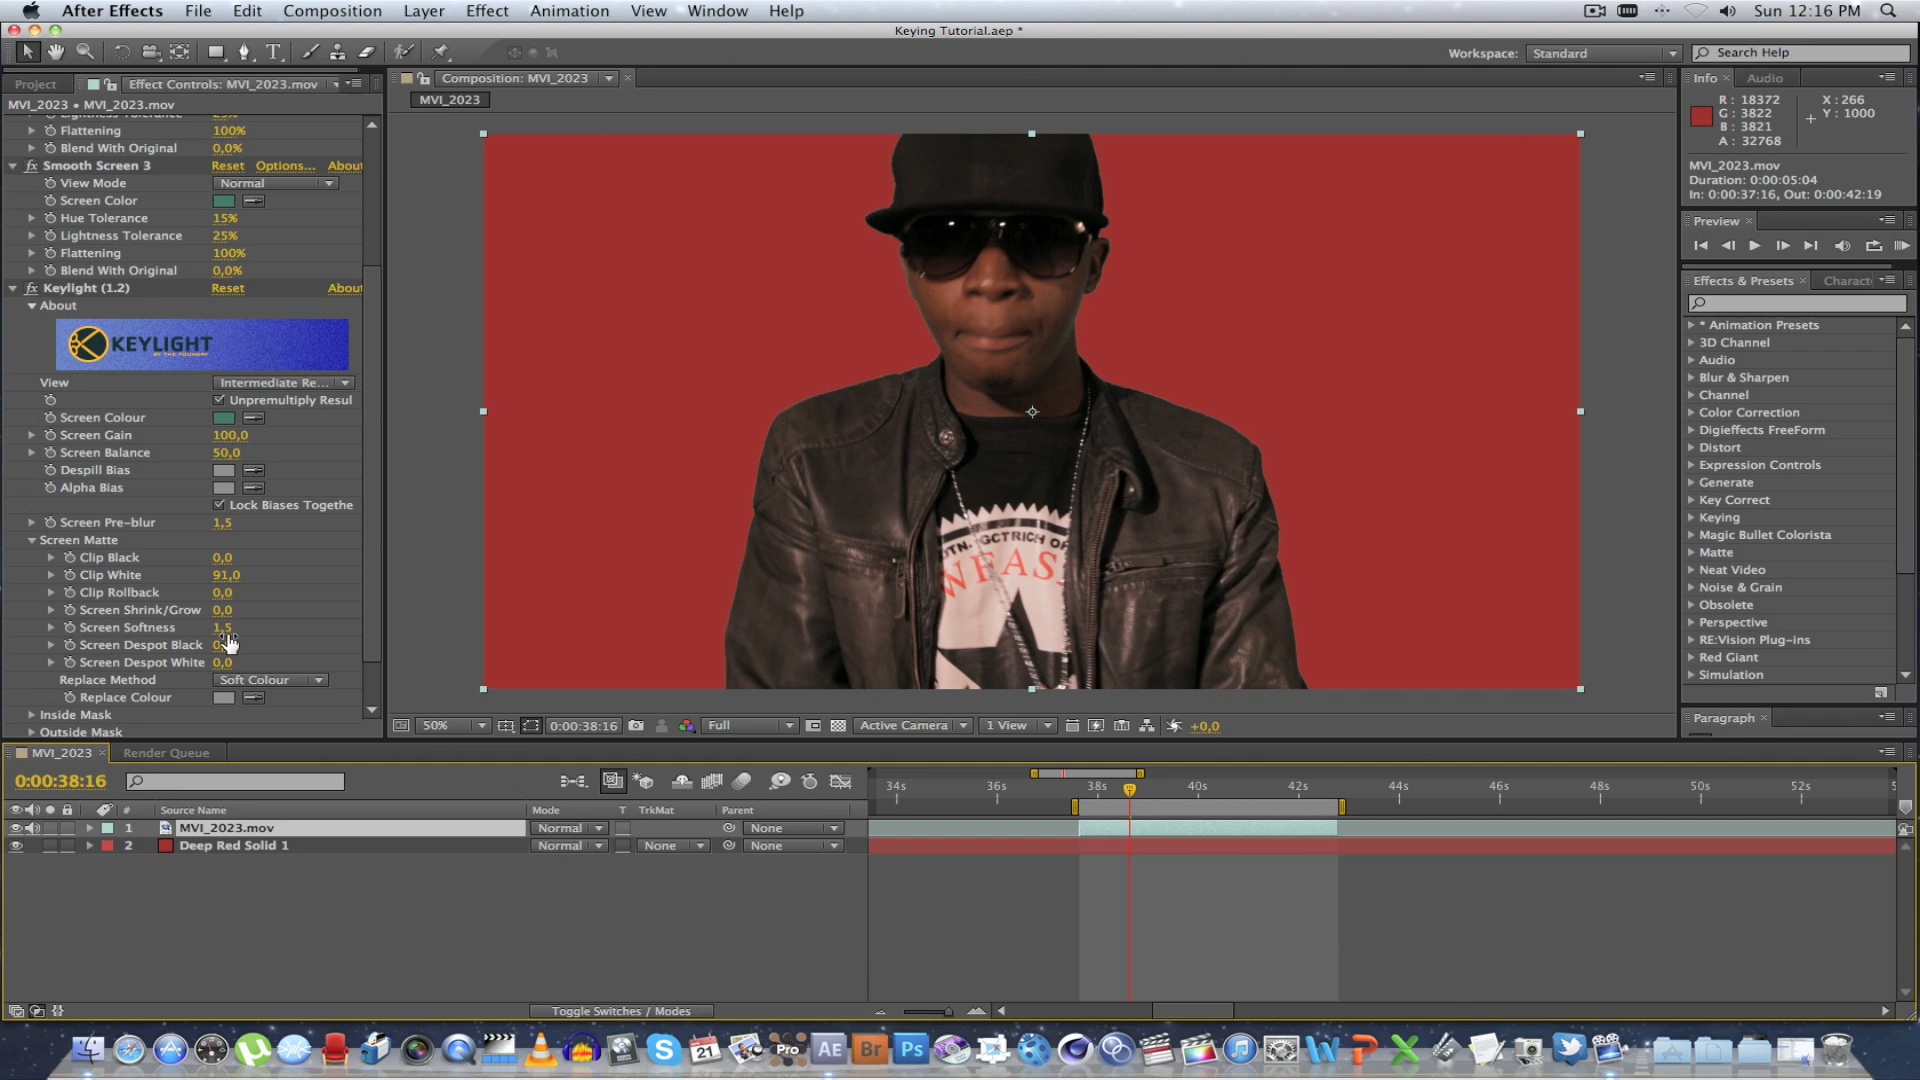 After Effects File Edit Composition Layer Effect Animation View Window Help Sun 12:16 PM
Keying Tutorial.aep *
Workspace: Standard Search Help
Project Effect Controls: MVI_2023.mov Composition: MVI_2023 Info Audio
MVI_2023 • MVI_2023.mov
MVI_2023
R: 18372 X: 266
G: 3822 Y: 1000
B: 3821
A: 32768
Flattening 100%
Blend With Original 0,0%
Smooth Screen 3 Reset Options... About
View Mode Normal
Screen Color
Hue Tolerance 15%
Lightness Tolerance 25%
Flattening 100%
Blend With Original 0,0%
Keylight (1.2) Reset About
About
KEYLIGHT
BY THE FOUNDRY
View Intermediate Re...
Unpremultiply Resul
Screen Colour
Screen Gain 100,0
Screen Balance 50,0
Despill Bias
Alpha Bias
Lock Biases Togethe
Screen Pre-blur 1,5
Screen Matte
Clip Black 0,0
Clip White 91,0
Clip Rollback 0,0
Screen Shrink/Grow 0,0
Screen Softness 1,5
Screen Despot Black
Screen Despot White 0,0
Replace Method Soft Colour
Replace Colour
Inside Mask
Outside Mask
MVI_2023.mov
Duration: 0:00:05:04
In: 0:00:37:16, Out: 0:00:42:19
Preview
Effects & Presets Charact
* Animation Presets
3D Channel
Audio
Blur & Sharpen
Channel
Color Correction
Digieffects FreeForm
Distort
Expression Controls
Generate
Key Correct
Keying
Magic Bullet Colorista
Matte
Neat Video
Noise & Grain
Obsolete
Perspective
RE:Vision Plug-ins
Red Giant
Simulation
Paragraph
50% 0:00:38:16 Full Active Camera 1 View +0,0
MVI_2023 Render Queue
0:00:38:16
34s 36s 38s 40s 42s 44s 46s 48s 50s 52s
# Source Name Mode T TrkMat Parent
1 MVI_2023.mov Normal None
2 Deep Red Solid 1 Normal None None
Toggle Switches / Modes
21 Pro AE Br Ps